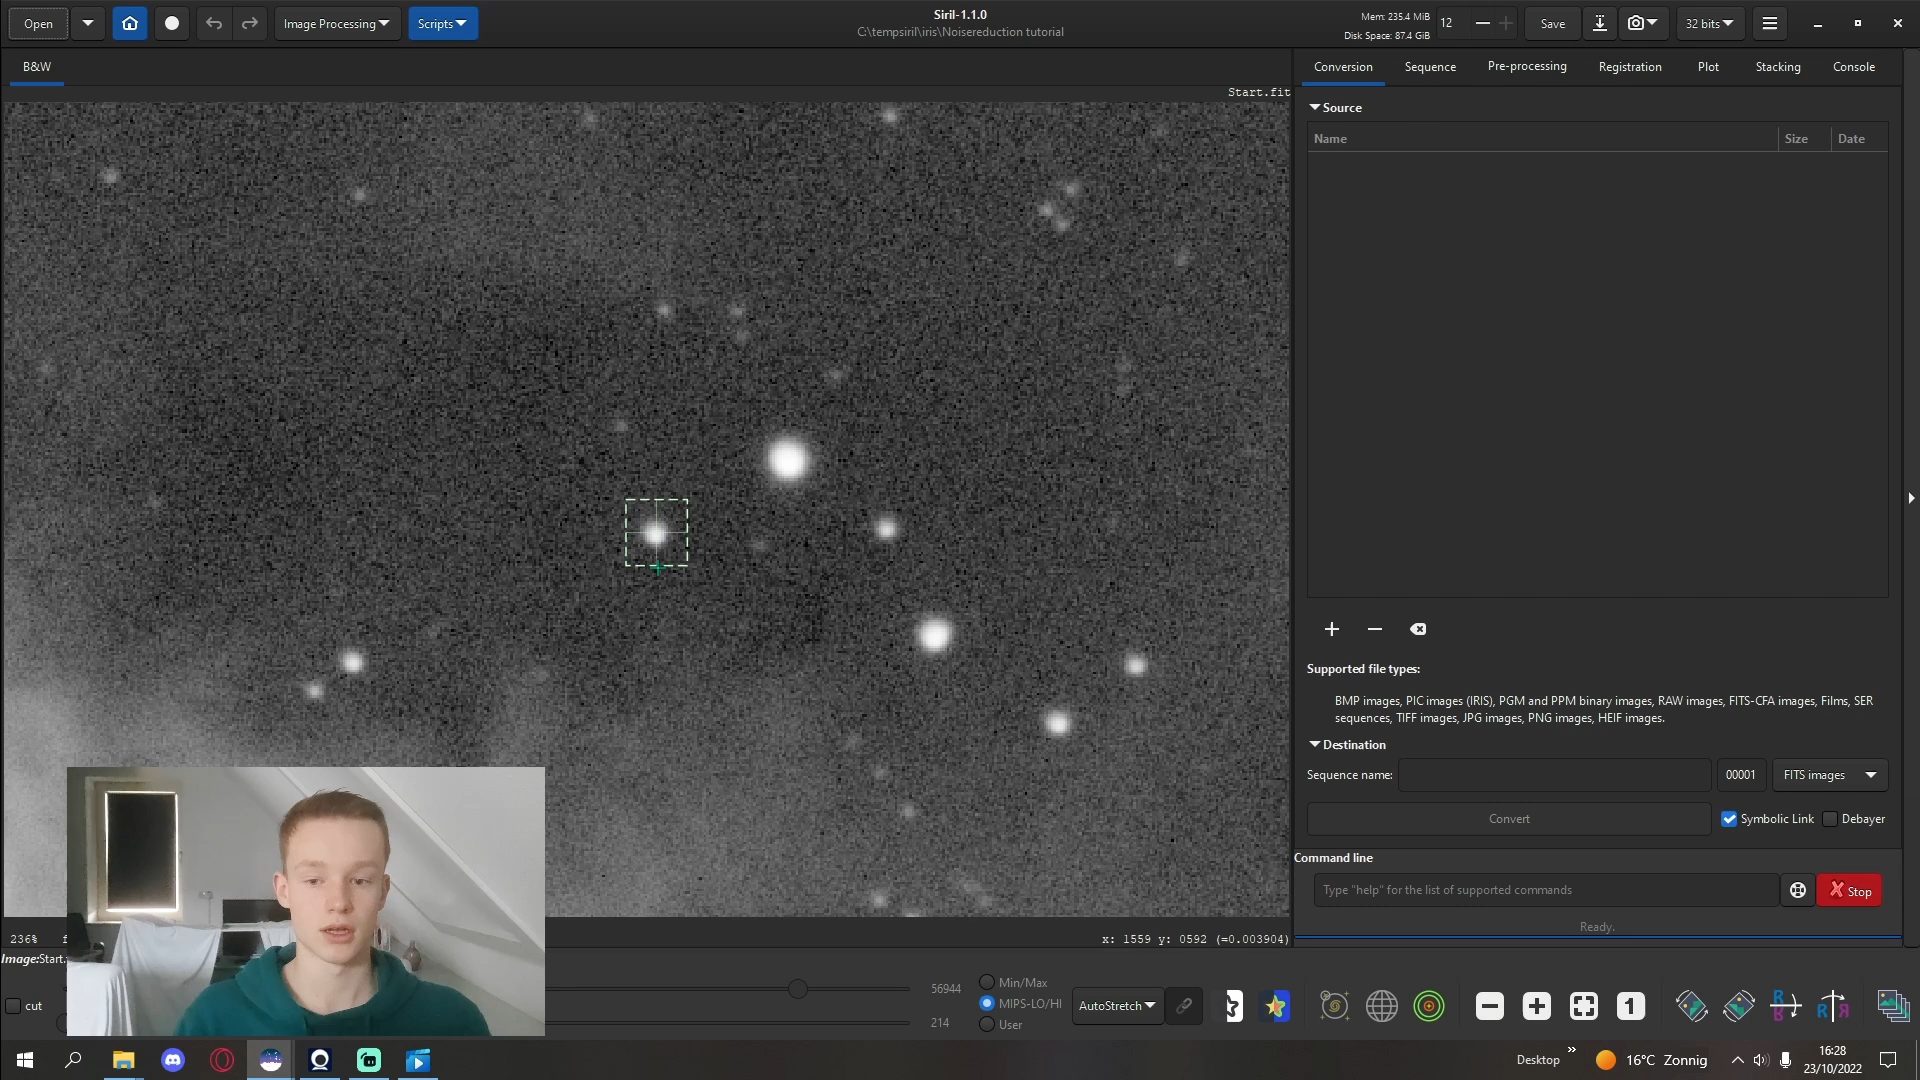 Open
Image Processing
Scripts
Siril-1.1.0
C:\tempsiril\iris\Noisereduction tutorial
Mem: 235.4 MiB
Disk Space: 87.4 GiB
12
Save
32 bits
B&W
Conversion
Sequence
Pre-processing
Registration
Plot
Stacking
Console
Start.fit
Source
Name
Size
Date
Supported file types:
BMP images, PIC images (IRIS), PGM and PPM binary images, RAW images, FITS-CFA images, Films, SER
sequences, TIFF images, JPG images, PNG images, HEIF images.
Destination
Sequence name:
00001
FITS images
Convert
Symbolic Link
Debayer
Command line
Type "help" for the list of supported commands
Stop
Ready.
236%
x: 1559 y: 0592 (=0.003904)
Image:Start.
cut
56944
214
Min/Max
MIPS-LO/HI
User
AutoStretch
1
R
R
R
R
Desktop
16°C Zonnig
16:28
23/10/2022